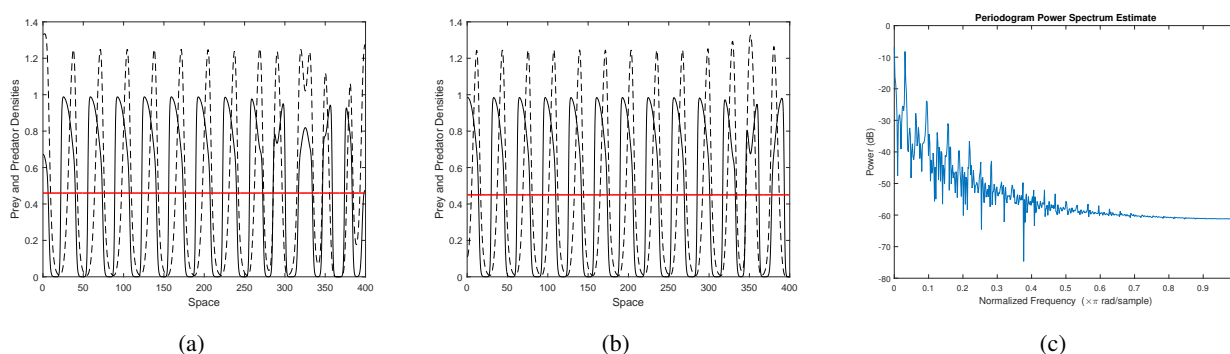 1.4
1.2
1
0.8
0.6
0.4
0.2
0
Prey and Predator Densities
0 50 100 150 200 250 300 350 400
Space
(a)
1.4
1.2
1
0.8
0.6
0.4
0.2
0
Prey and Predator Densities
0 50 100 150 200 250 300 350 400
Space
(b)
Periodogram Power Spectrum Estimate
0
-10
-20
-30
-40
-50
-60
-70
-80
Power (dB)
0 0.1 0.2 0.3 0.4 0.5 0.6 0.7 0.8 0.9
Normalized Frequency (×π rad/sample)
(c)